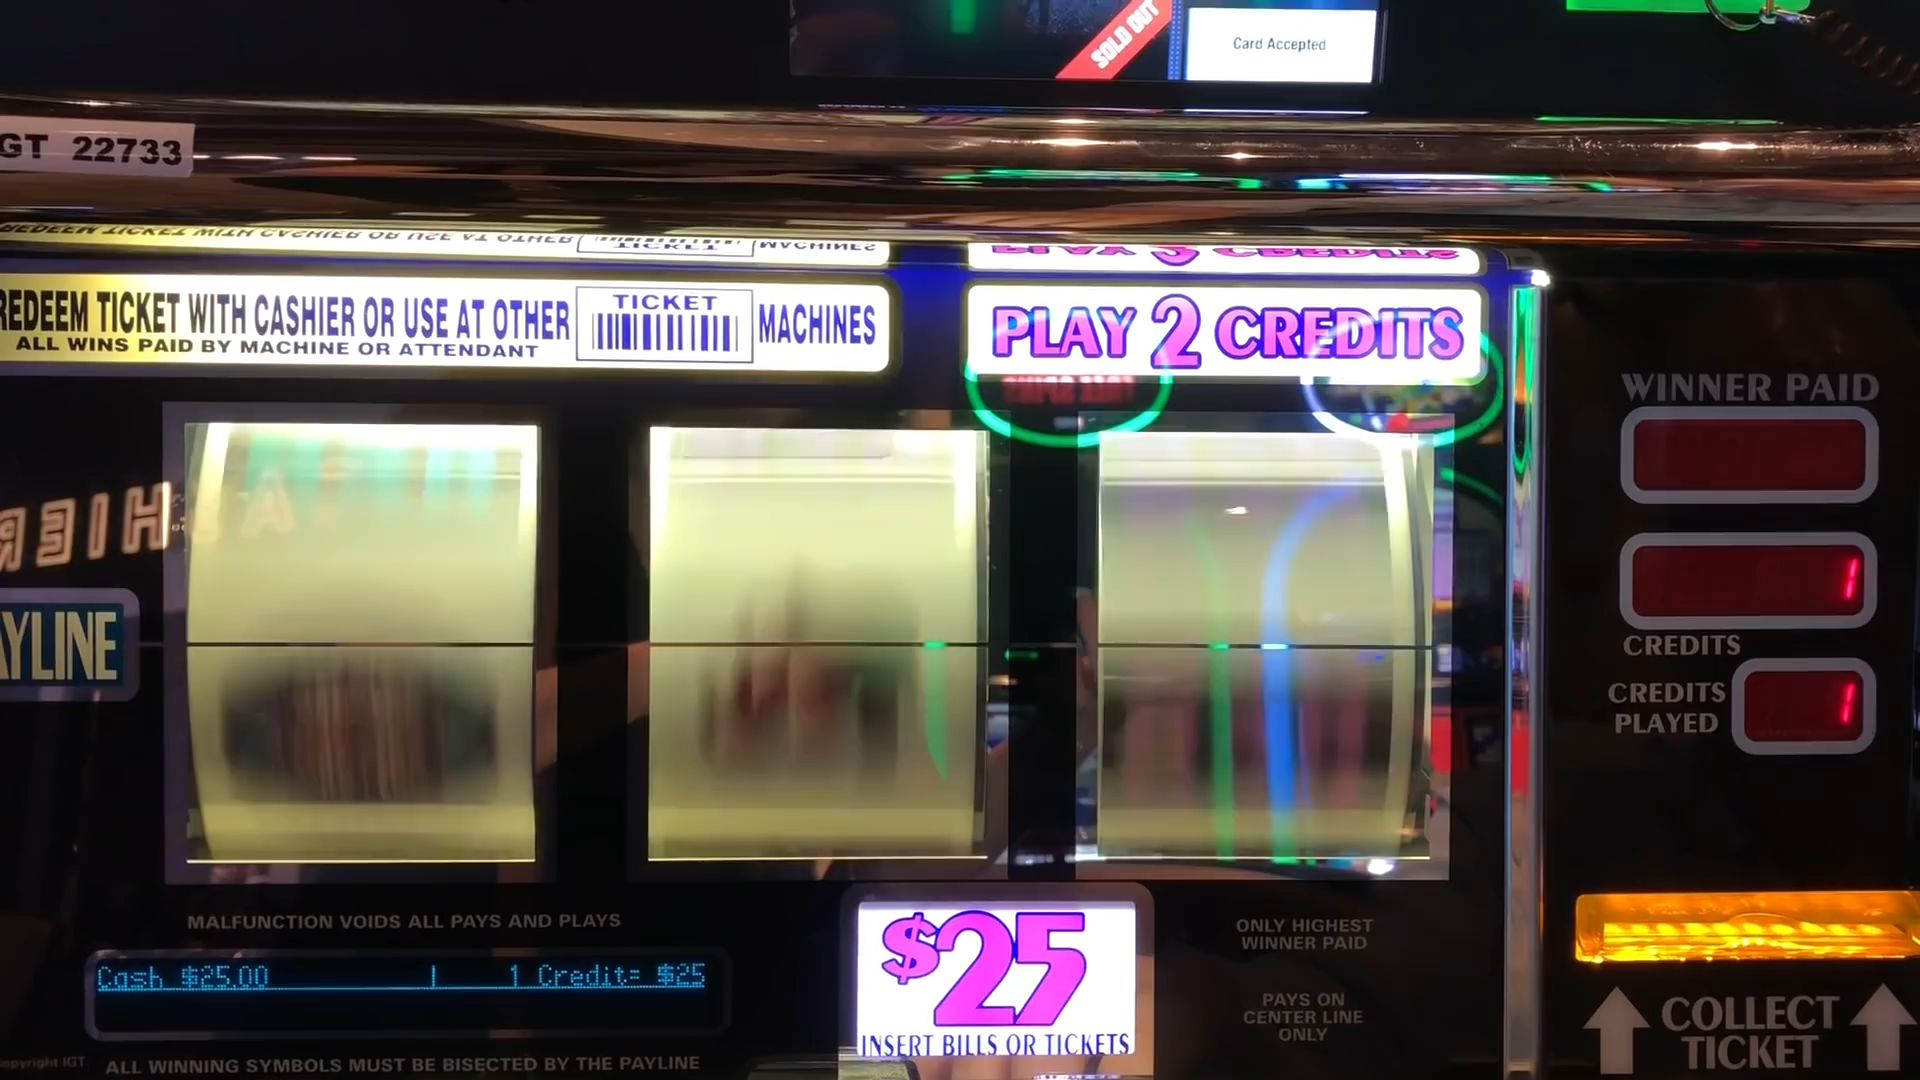 SOLD OUT
Card Accepted
GT 22733
REDEEM TICKET WITH CASHIER OR USE AT OTHER
TICKET
MACHINES
ALL WINS PAID BY MACHINE OR ATTENDANT
PLAY 2 CREDITS
WINNER PAID
1
CREDITS
AYLINE
CREDITS
PLAYED
1
MALFUNCTION VOIDS ALL PAYS AND PLAYS
Cash $25.00 | 1 Credit= $25
$25
INSERT BILLS OR TICKETS
ONLY HIGHEST
WINNER PAID
PAYS ON
CENTER LINE
ONLY
COLLECT
TICKET
opyright IGT
ALL WINNING SYMBOLS MUST BE BISECTED BY THE PAYLINE